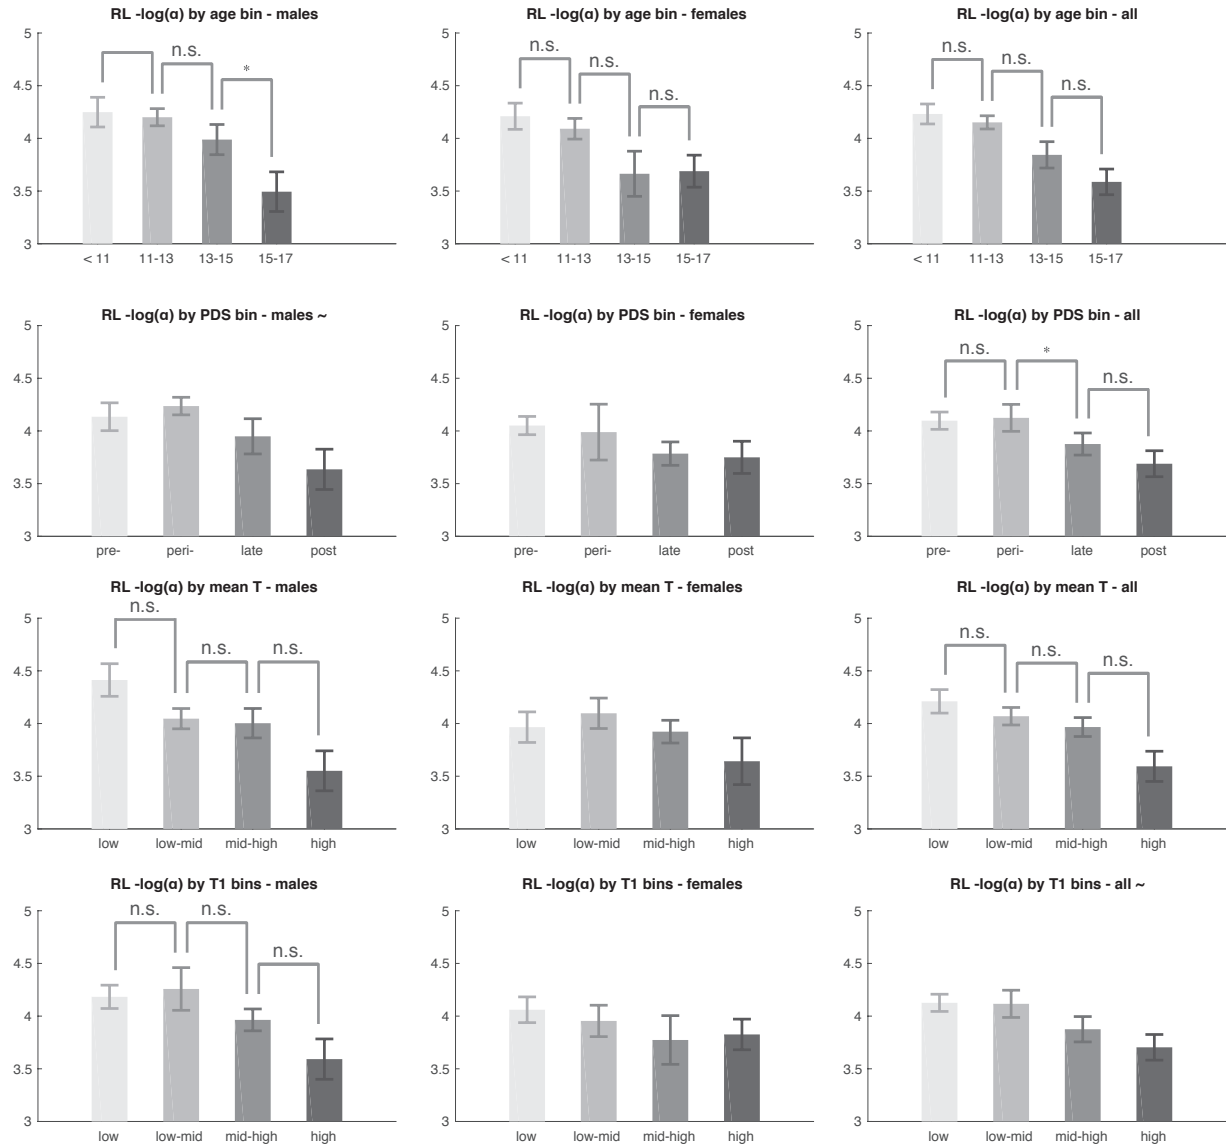 RL -log(α) by age bin - males
5
4.5
4
3.5
3
n.s.
*
< 11 11-13 13-15 15-17
RL -log(α) by age bin - females
5
4.5
4
3.5
3
n.s.
n.s.
n.s.
< 11 11-13 13-15 15-17
RL -log(α) by age bin - all
5
4.5
4
3.5
3
n.s.
n.s.
n.s.
< 11 11-13 13-15 15-17
RL -log(α) by PDS bin - males ~
5
4.5
4
3.5
3
pre- peri- late post
RL -log(α) by PDS bin - females
5
4.5
4
3.5
3
pre- peri- late post
RL -log(α) by PDS bin - all
5
4.5
4
3.5
3
n.s.
*
n.s.
pre- peri- late post
RL -log(α) by mean T - males
5
4.5
4
3.5
3
n.s.
n.s.
n.s.
low low-mid mid-high high
RL -log(α) by mean T - females
5
4.5
4
3.5
3
low low-mid mid-high high
RL -log(α) by mean T - all
5
4.5
4
3.5
3
n.s.
n.s.
n.s.
low low-mid mid-high high
RL -log(α) by T1 bins - males
5
4.5
4
3.5
3
n.s.
n.s.
n.s.
low low-mid mid-high high
RL -log(α) by T1 bins - females
5
4.5
4
3.5
3
low low-mid mid-high high
RL -log(α) by T1 bins - all ~
5
4.5
4
3.5
3
low low-mid mid-high high